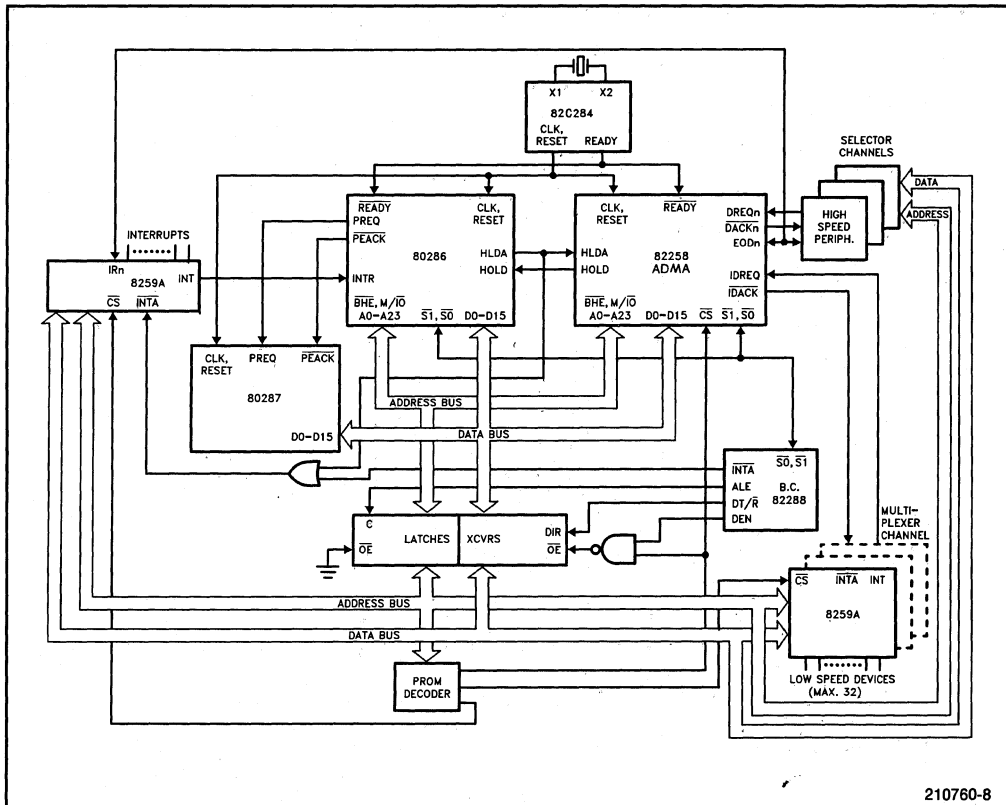 X1 X2
82C284
CLK,
RESET READY
SELECTOR
CHANNELS
DATA
ADDRESS
HIGH
SPEED
PERIPH.
INTERRUPTS
IRn
8259A
INT
CS INTA
READY
PREQ
PEACK
CLK,
RESET
80286
HLDA
HOLD
INTR
BHE, M/IO
A0-A23 S1, S0 D0-D15
CLK,
RESET
READY
DREQn
DACKn
EODn
HLDA
HOLD
82258
ADMA
IDREQ
IDACK
BHE, M/IO
A0-A23 D0-D15 CS S1, S0
CLK,
RESET
PREQ PEACK
80287
D0-D15
ADDRESS BUS
DATA BUS
INTA S0, S1
ALE B.C.
DT/R 82288
DEN
C
OE
LATCHES XCVRS
DIR
OE
MULTI-
PLEXER
CHANNEL
CS INTA INT
8259A
ADDRESS BUS
DATA BUS
LOW SPEED DEVICES
(MAX. 32)
PROM
DECODER
210760-8